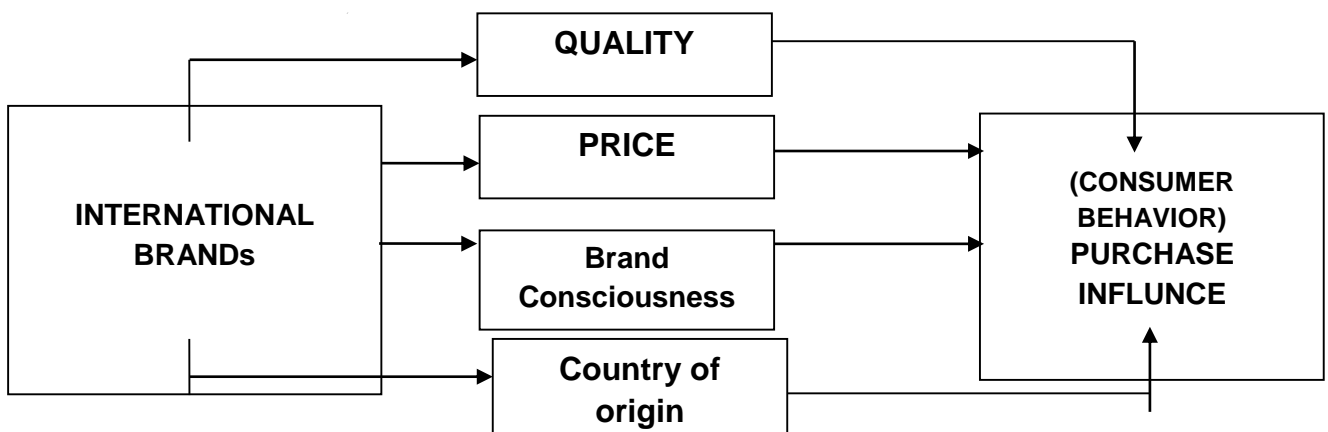 QUALITY
PRICE
INTERNATIONAL
BRANDs
Brand
Consciousness
Country of
origin
(CONSUMER
BEHAVIOR)
PURCHASE
INFLUNCE